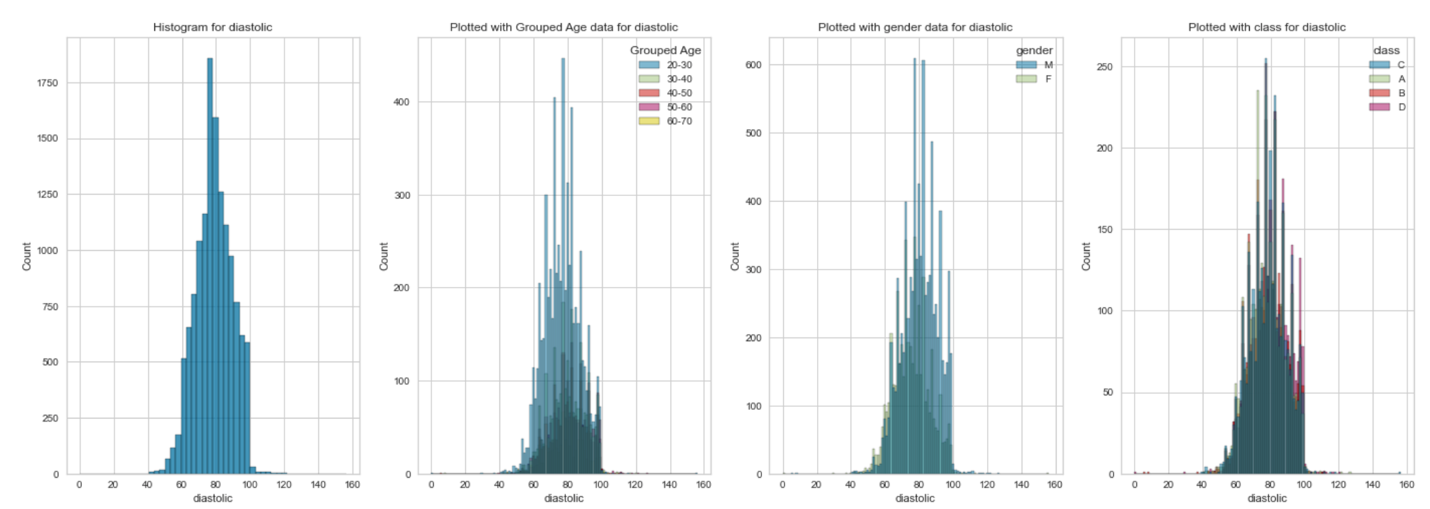 Histogram for diastolic
Count
1750
1500
1250
1000
750
500
250
0
0 20 40 60 80 100 120 140 160
diastolic
Plotted with Grouped Age data for diastolic
Grouped Age
20-30
30-40
40-50
50-60
60-70
Count
400
300
200
100
0
0 20 40 60 80 100 120 140 160
diastolic
Plotted with gender data for diastolic
gender
M
F
Count
600
500
400
300
200
100
0
0 20 40 60 80 100 120 140 160
diastolic
Plotted with class for diastolic
class
C
A
B
D
Count
250
200
150
100
50
0
0 20 40 60 80 100 120 140 160
diastolic